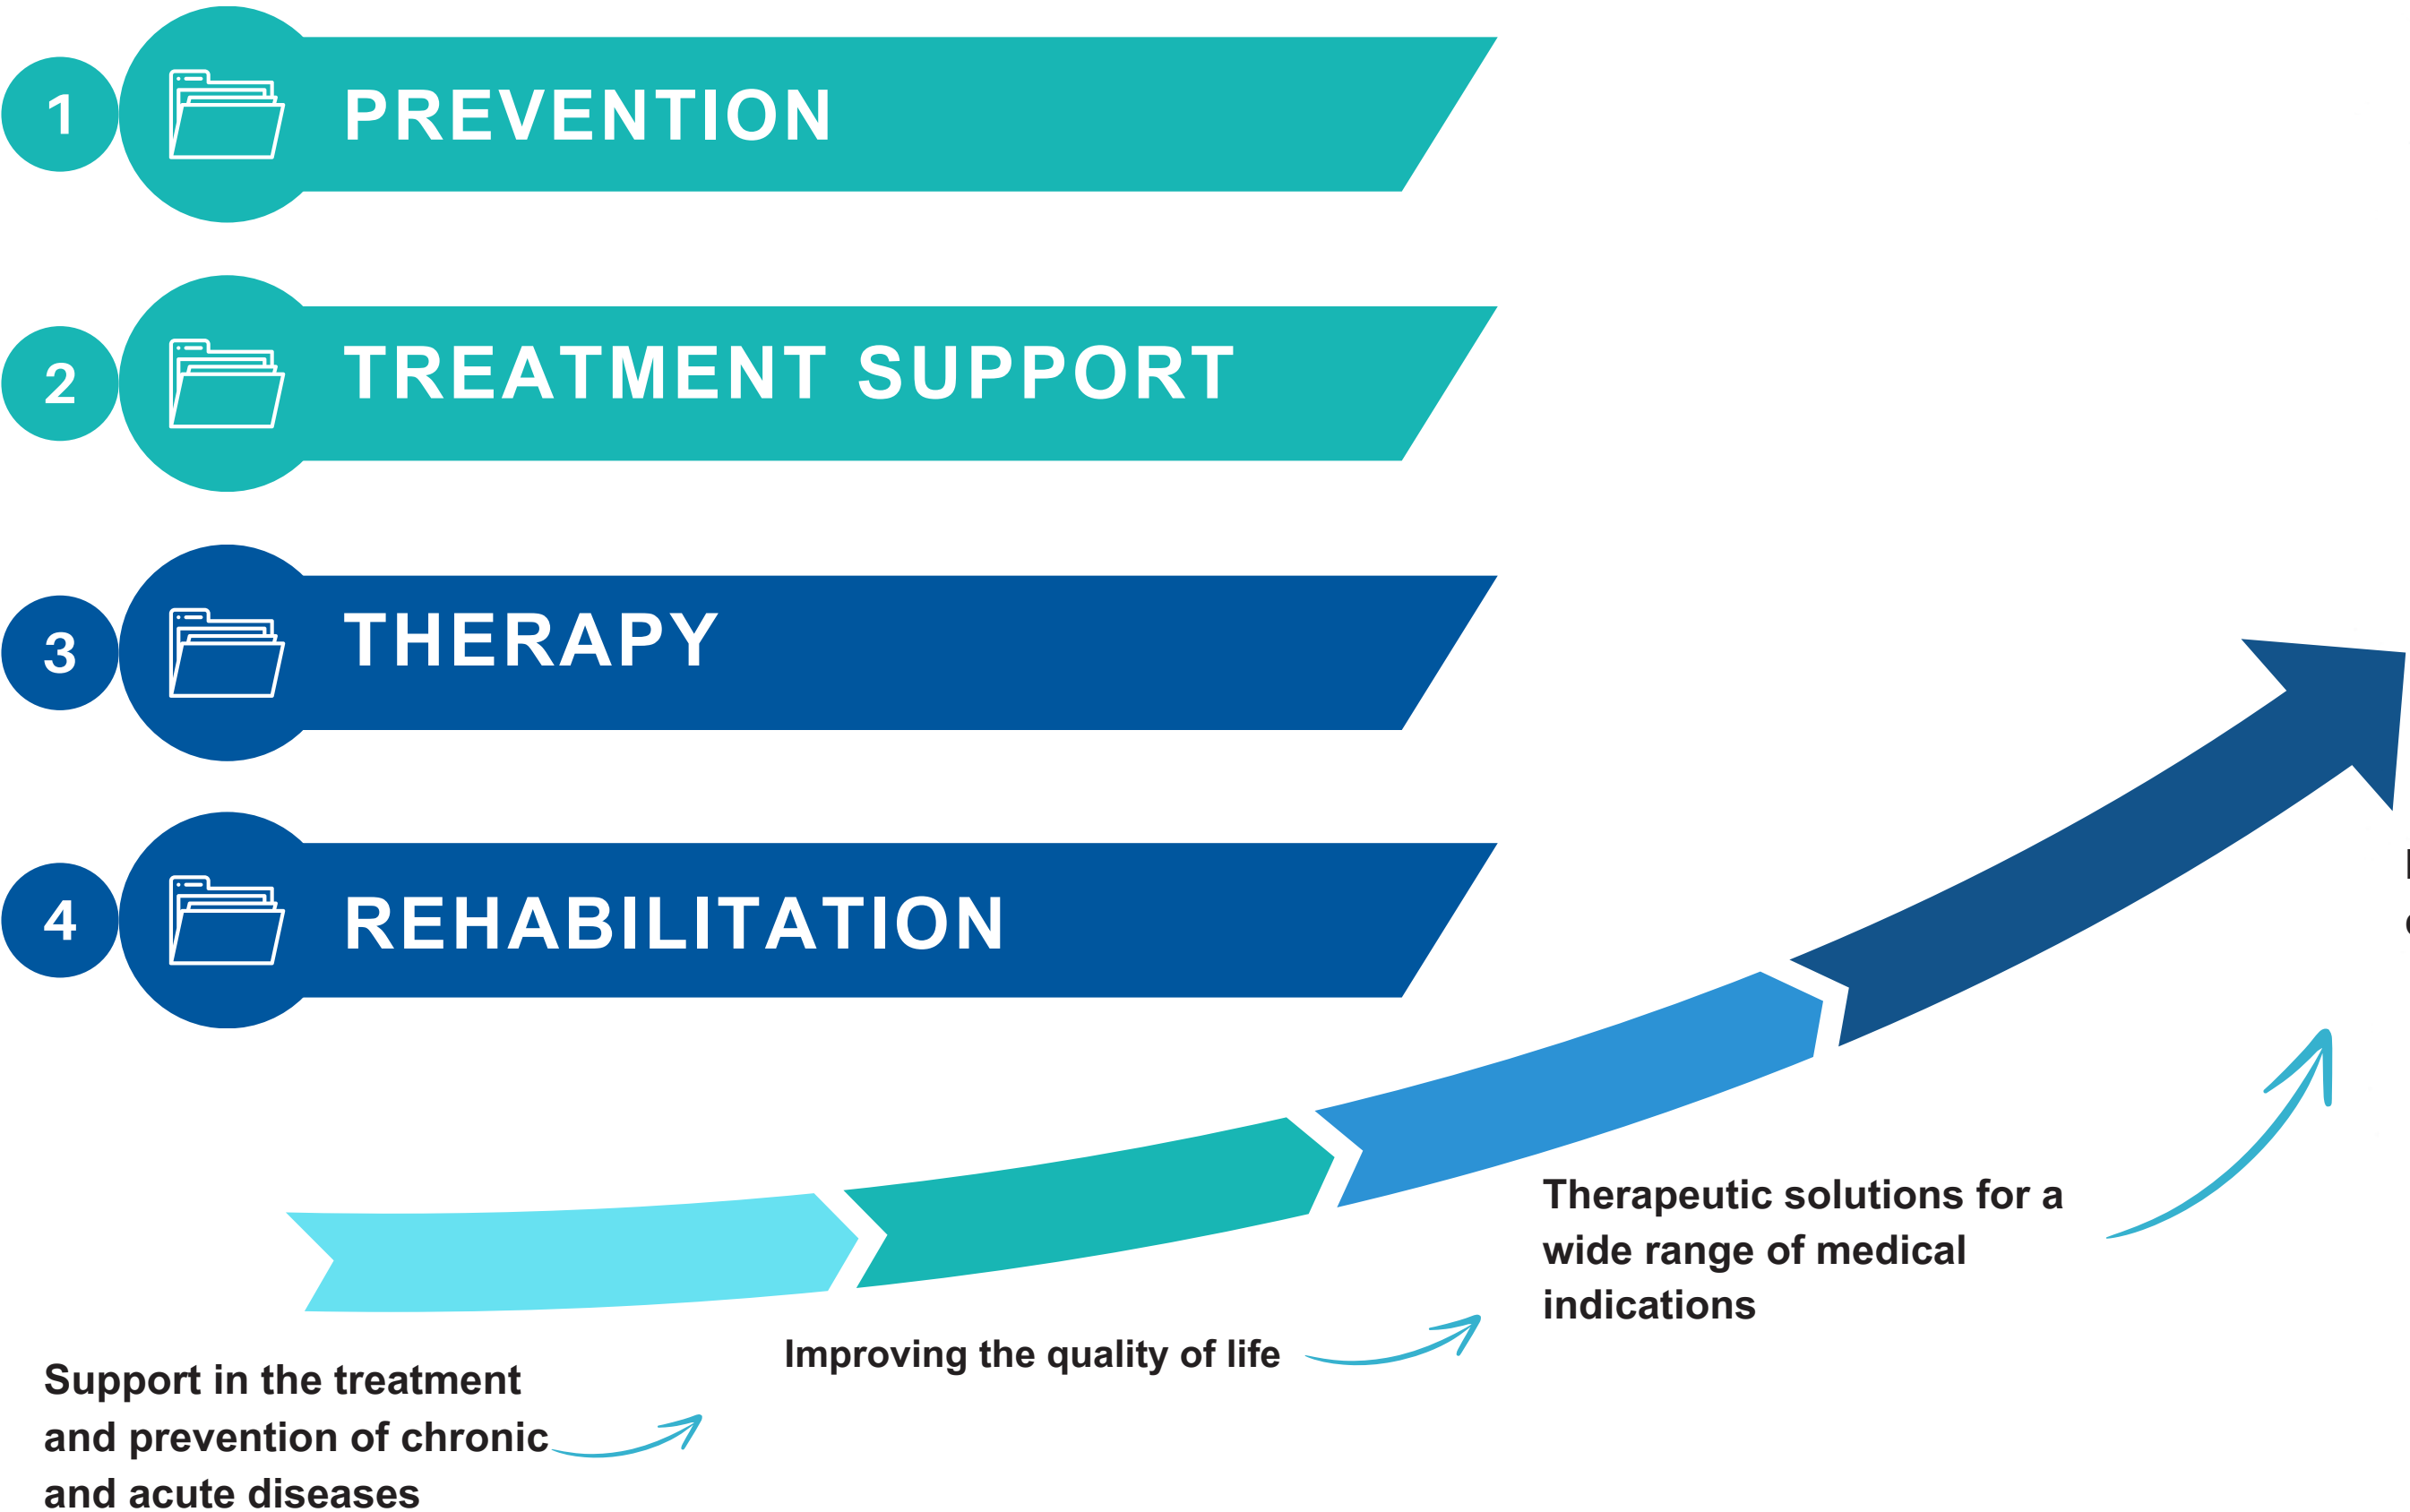 1
PREVENTION
2
TREATMENT SUPPORT
3
THERAPY
4
REHABILITATION
Therapeutic solutions for a
wide range of medical
indications
Improving the quality of life
Support in the treatment
and prevention of chronic
and acute diseases